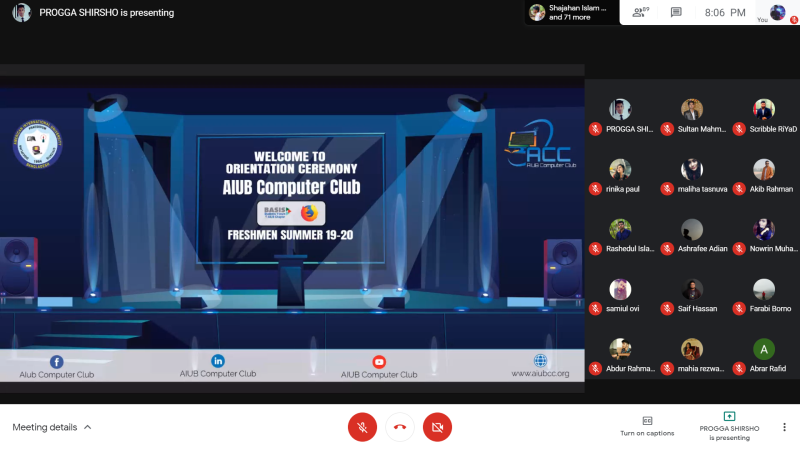 PROGGA SHIRSHO is presenting
Shajahan Islam ...
and 71 more
89
8:06 PM
You
WELCOME TO
ORIENTATION CEREMONY
AIUB Computer Club
BASIS
FRESHMEN SUMMER 19-20
ACC
AIUB Computer Club
Aiub Computer Club
AIUB Computer Club
AIUB Computer Club
www.aiubcc.org
PROGGA SHI...
Sultan Mahm...
Scribble RiYaD
rinika paul
maliha tasnuva
Akib Rahman
Rashedul Isla...
Ashrafee Adian
Nowrin Muha...
samiul ovi
Saif Hassan
Farabi Borno
Abdur Rahma...
mahia rezwa...
A
Abrar Rafid
Meeting details
Turn on captions
PROGGA SHIRSHO
is presenting